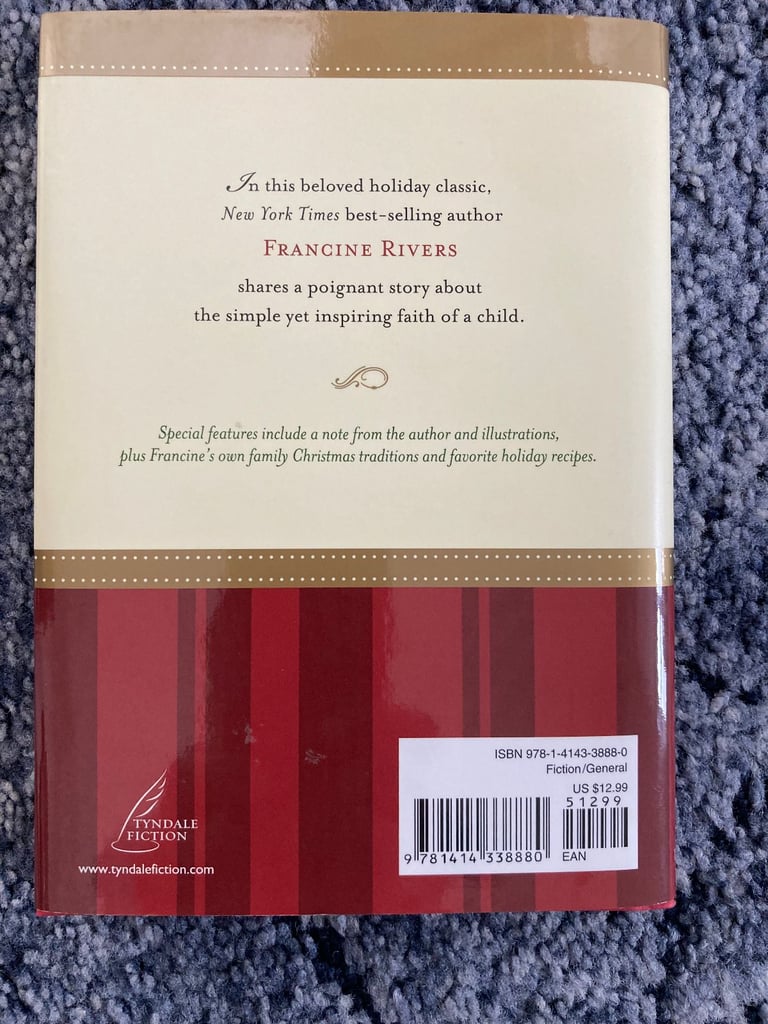 In this beloved holiday classic,
New York Times best-selling author
FRANCINE RIVERS
shares a poignant story about
the simple yet inspiring faith of a child.
Special features include a note from the author and illustrations,
plus Francine's own family Christmas traditions and favorite holiday recipes.
TYNDALE
FICTION
www.tyndalefiction.com
ISBN 978-1-4143-3888-0
Fiction/General
US $12.99
51299
9 781414 338880
EAN